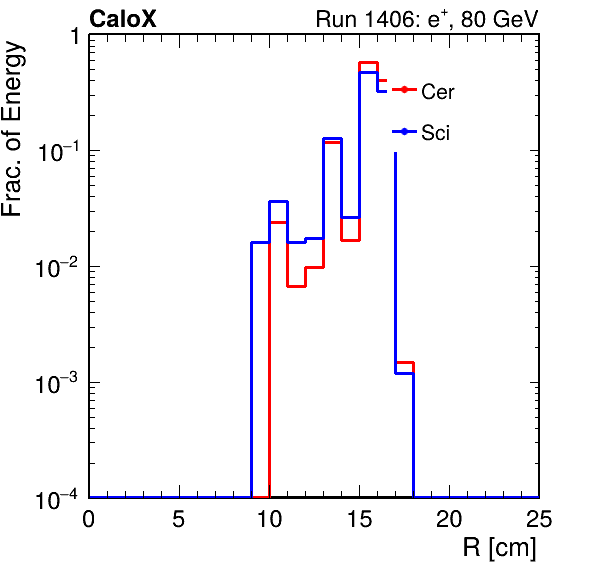 CaloX Run 1406: e⁺, 80 GeV
Frac. of Energy
1
10⁻¹
10⁻²
10⁻³
10⁻⁴
Cer
Sci
0 5 10 15 20 25
R [cm]